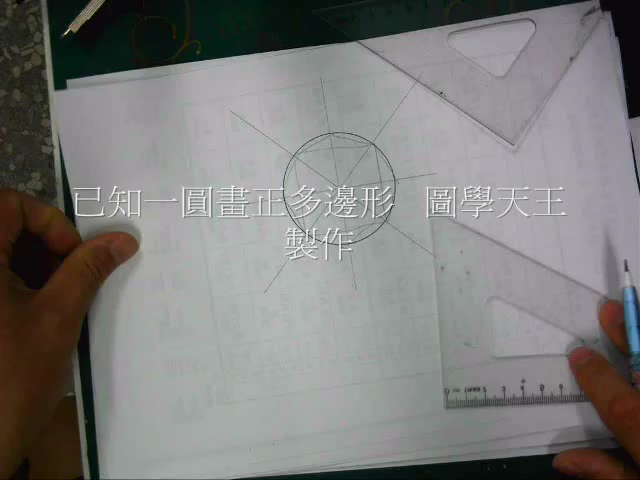 已知一圓畫正多邊形　圖學天王
製作